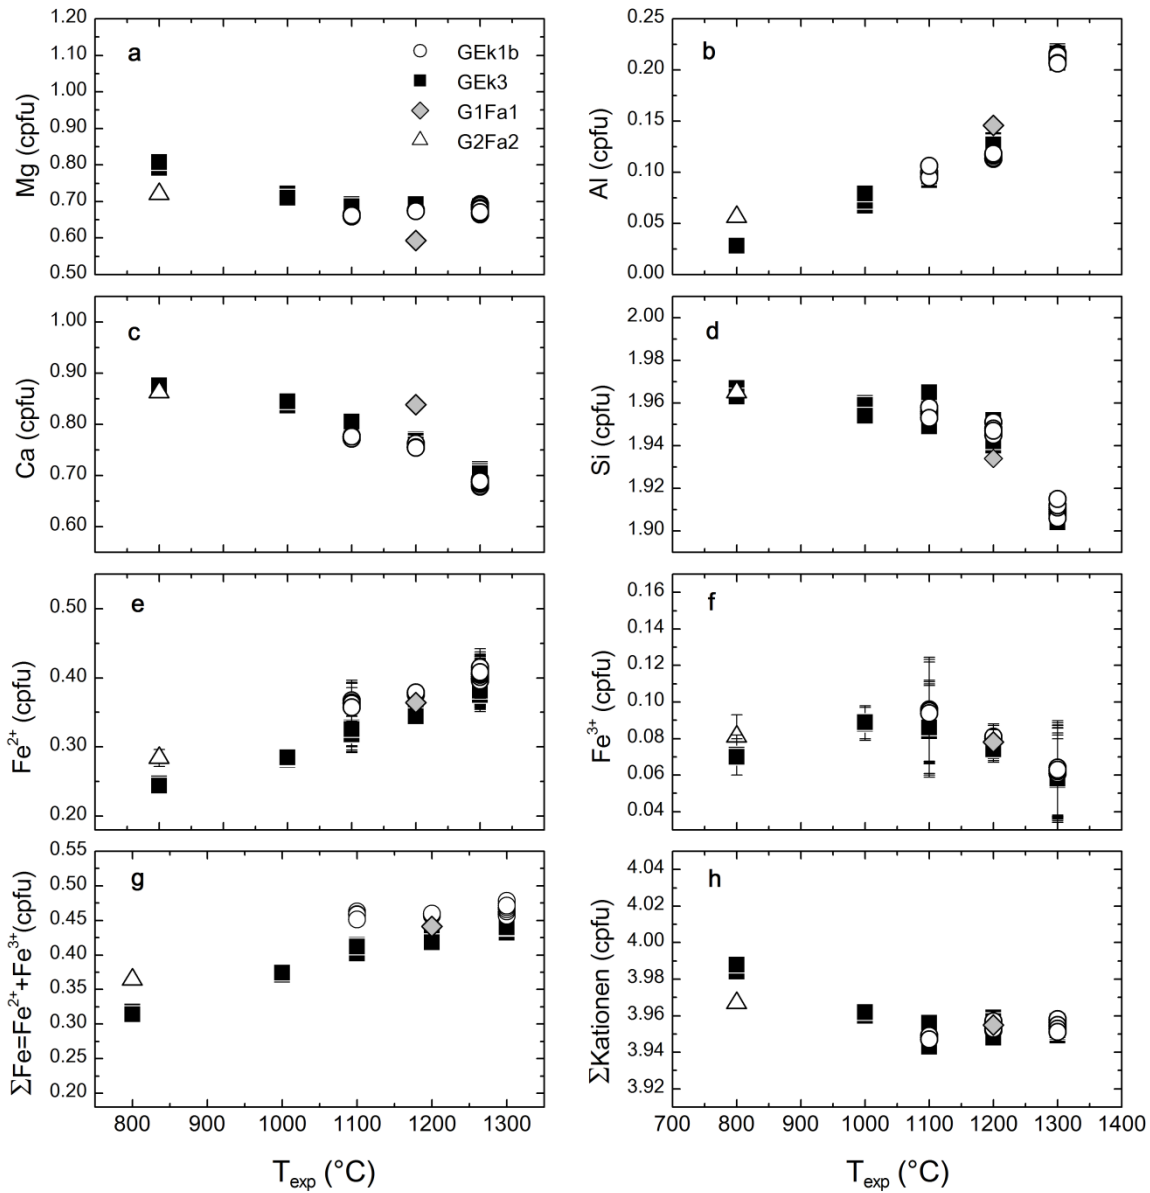 1.20
1.10
1.00
0.90
0.80
0.70
0.60
0.50
Mg (cpfu)
a
GEk1b
GEk3
G1Fa1
G2Fa2
0.25
0.20
0.15
0.10
0.05
0.00
Al (cpfu)
b
1.00
0.90
0.80
0.70
0.60
Ca (cpfu)
c
2.00
1.98
1.96
1.94
1.92
1.90
Si (cpfu)
d
0.50
0.40
0.30
0.20
Fe²⁺ (cpfu)
e
0.16
0.14
0.12
0.10
0.08
0.06
0.04
Fe³⁺ (cpfu)
f
0.55
0.50
0.45
0.40
0.35
0.30
0.25
0.20
ΣFe=Fe²⁺+Fe³⁺(cpfu)
g
800 900 1000 1100 1200 1300
T_exp (°C)
4.04
4.02
4.00
3.98
3.96
3.94
3.92
ΣKationen (cpfu)
h
700 800 900 1000 1100 1200 1300 1400
T_exp (°C)